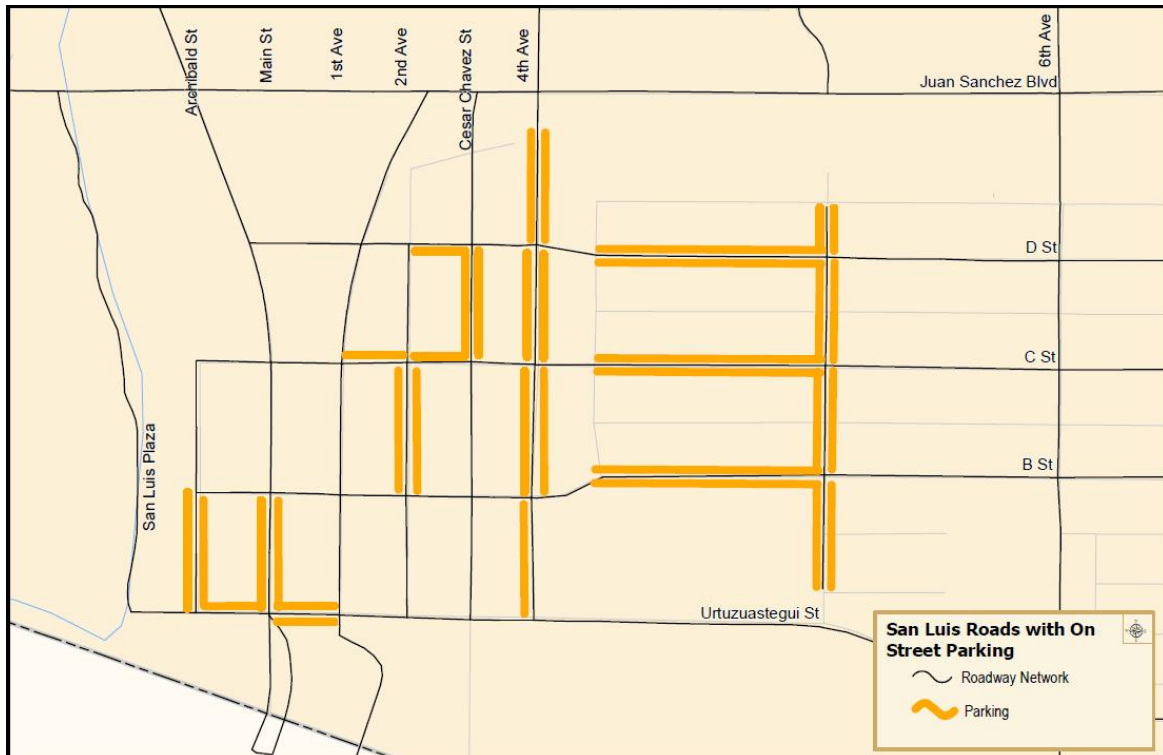 Archibald St
Main St
1st Ave
2nd Ave
Cesar Chavez St
4th Ave
6th Ave
Juan Sanchez Blvd
D St
C St
B St
San Luis Plaza
Urtuzuastegui St
San Luis Roads with On
Street Parking
Roadway Network
Parking